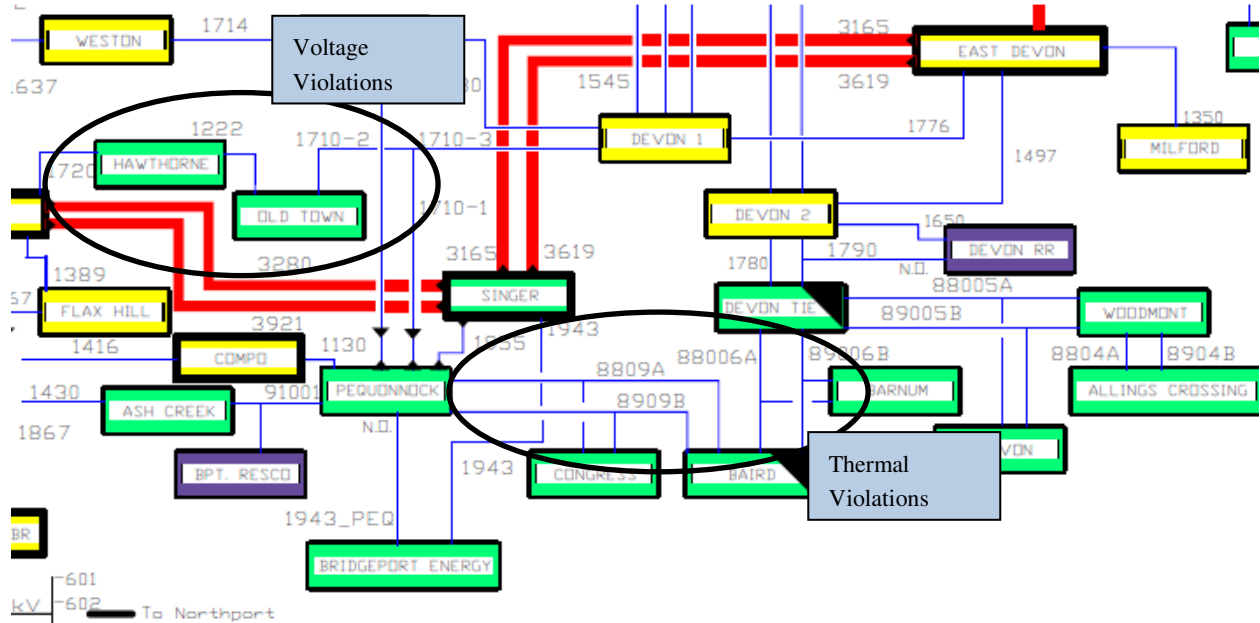 1714
3165
WESTON
Voltage
Violations
EAST DEVON
1545
3619
1776
1350
1222
1710-2
1710-3
DEVON 1
MILFORD
1497
HAWTHORNE
1720
OLD TOWN
1710-1
DEVON 2
1650
DEVON RR
3165
3619
1780
1790
N.O.
1389
3280
SINGER
88005A
FLAX HILL
DEVON TIE
89005B
WOODMONT
3921
1943
1416
COMPO
1130
88006A
89006B
8804A
8904B
PEQUONNOCK
8809A
BARNUM
ALLINGS CROSSING
1430
ASH CREEK
91001
8909B
N.O.
1867
BPT. RESCO
1943
CONGRESS
BAIRD
Thermal
Violations
1943_PEQ
BR
BRIDGEPORT ENERGY
601
kV
602
To Northport